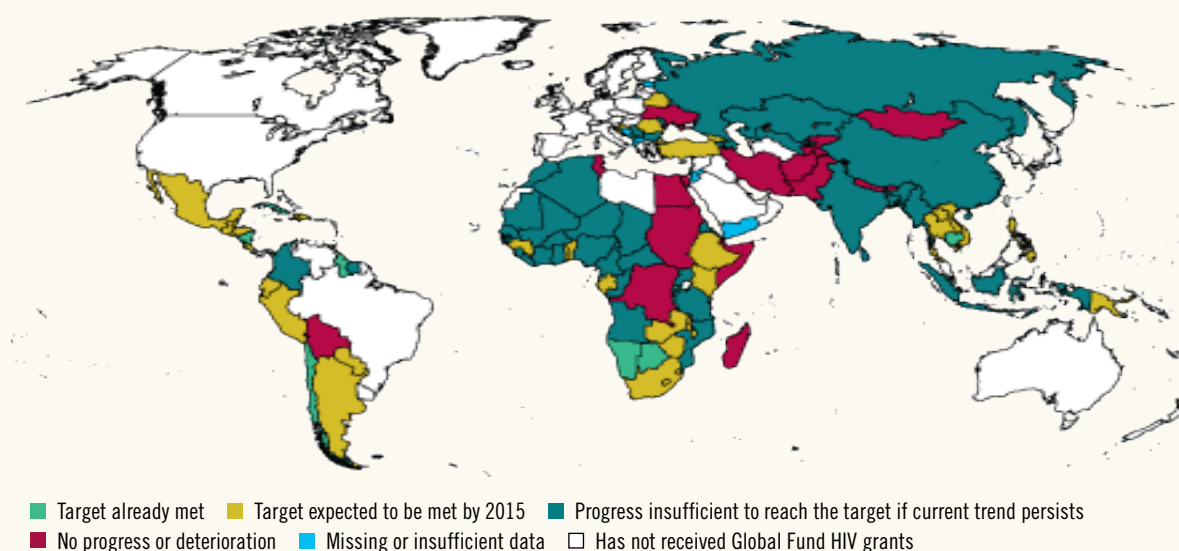 Target already met Target expected to be met by 2015 Progress insufficient to reach the target if current trend persists
No progress or deterioration Missing or insufficient data Has not received Global Fund HIV grants